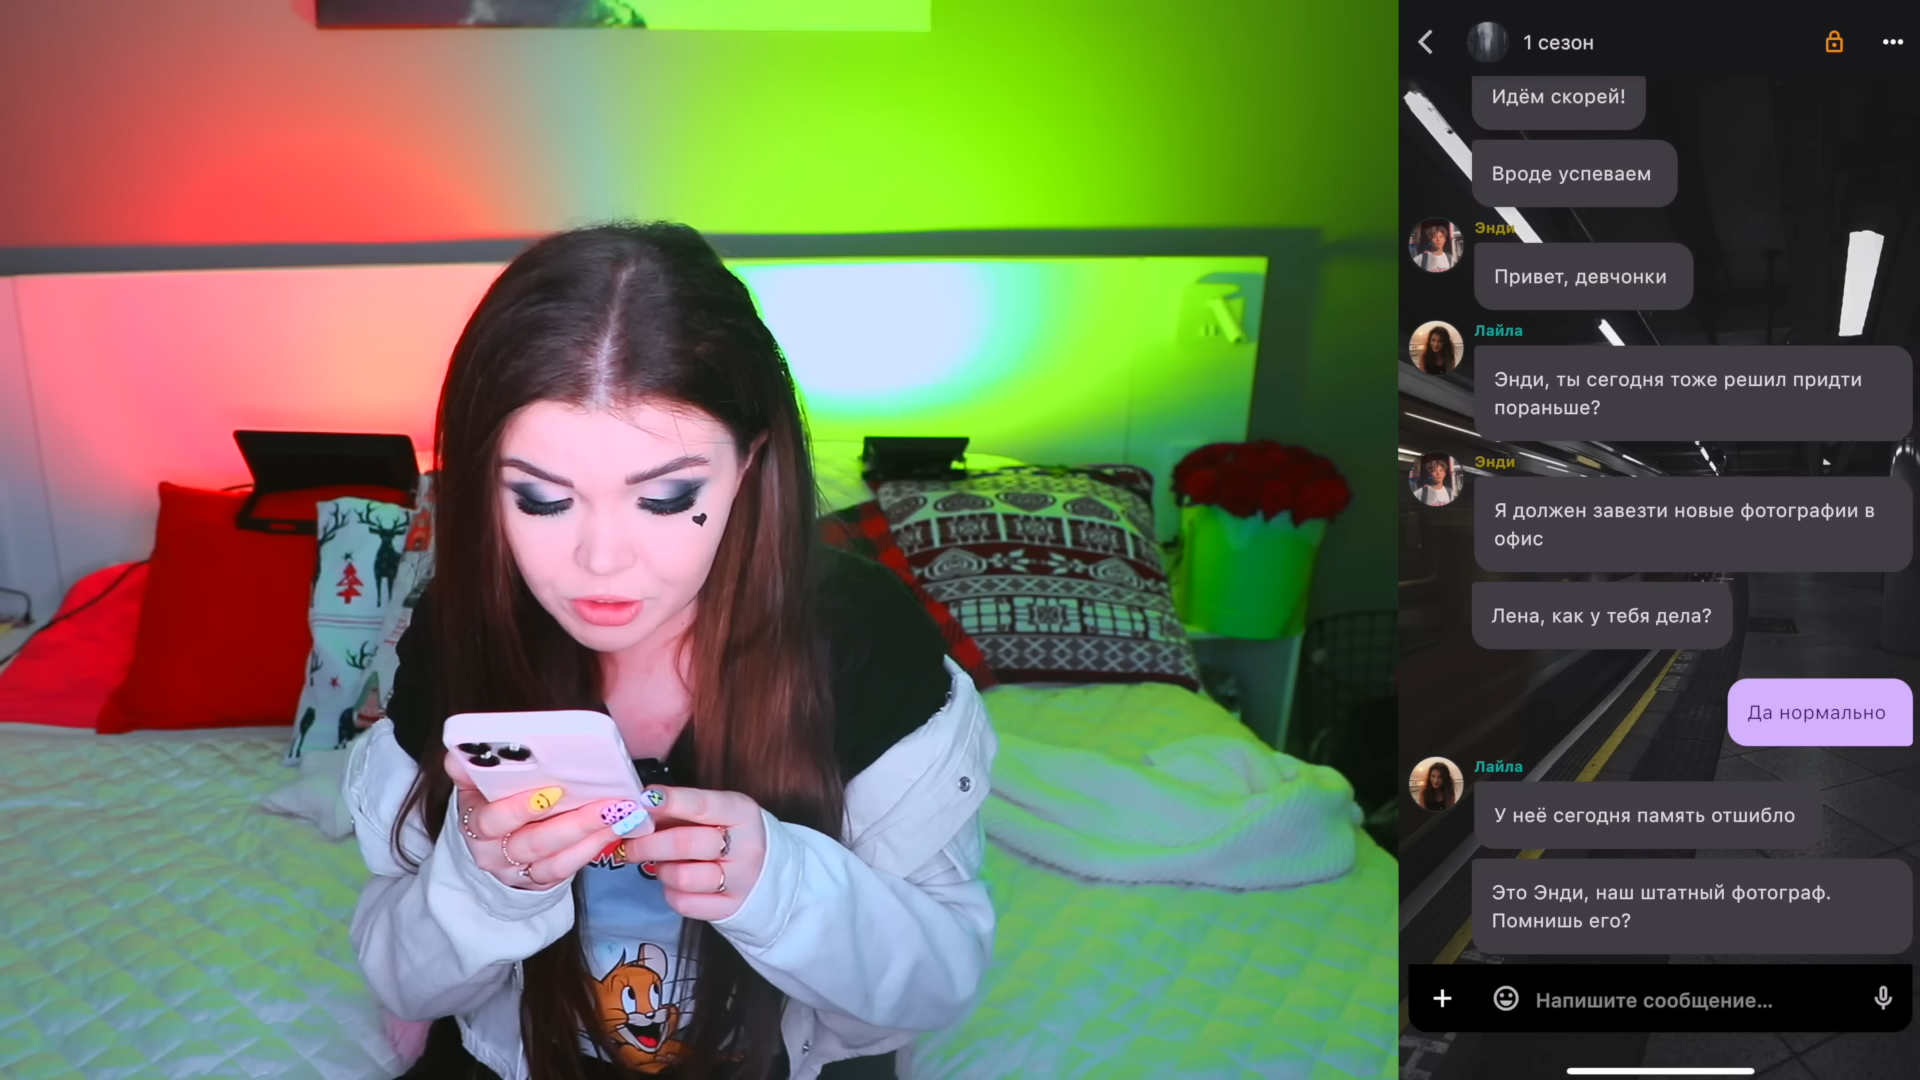 1 сезон
Идём скорей!
Вроде успеваем
Энди
Привет, девчонки
Лайла
Энди, ты сегодня тоже решил придти
пораньше?
Энди
Я должен завезти новые фотографии в
офис
Лена, как у тебя дела?
Да нормально
Лайла
У неё сегодня память отшибло
Это Энди, наш штатный фотограф.
Помнишь его?
Напишите сообщение...